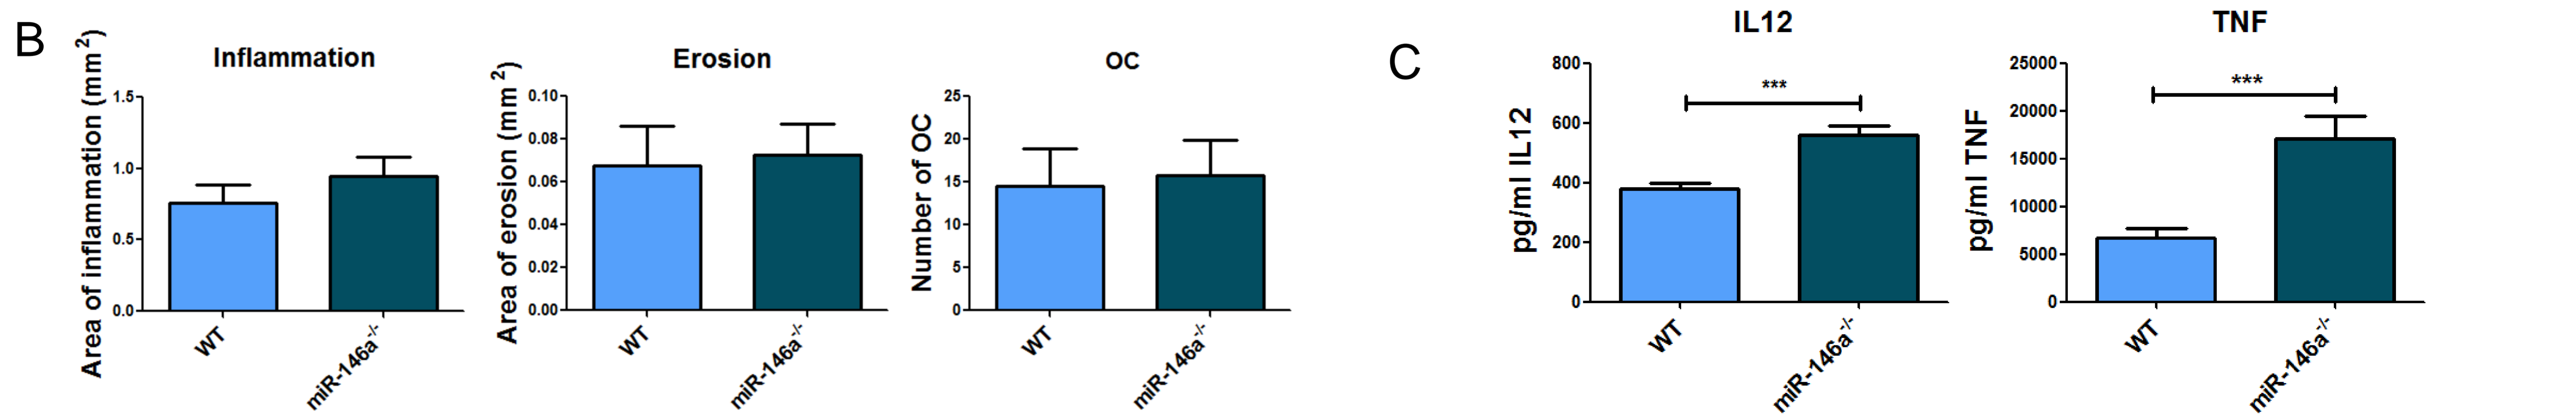 B
Inflammation
Area of inflammation (mm²)
1.5
1.0
0.5
0.0
WT
miR-146a⁻/⁻
Erosion
Area of erosion (mm²)
0.10
0.08
0.06
0.04
0.02
0.00
WT
miR-146a⁻/⁻
OC
Number of OC
25
20
15
10
5
0
WT
miR-146a⁻/⁻
C
IL12
pg/ml IL12
800
600
400
200
0
***
WT
miR-146a⁻/⁻
TNF
pg/ml TNF
25000
20000
15000
10000
5000
0
***
WT
miR-146a⁻/⁻